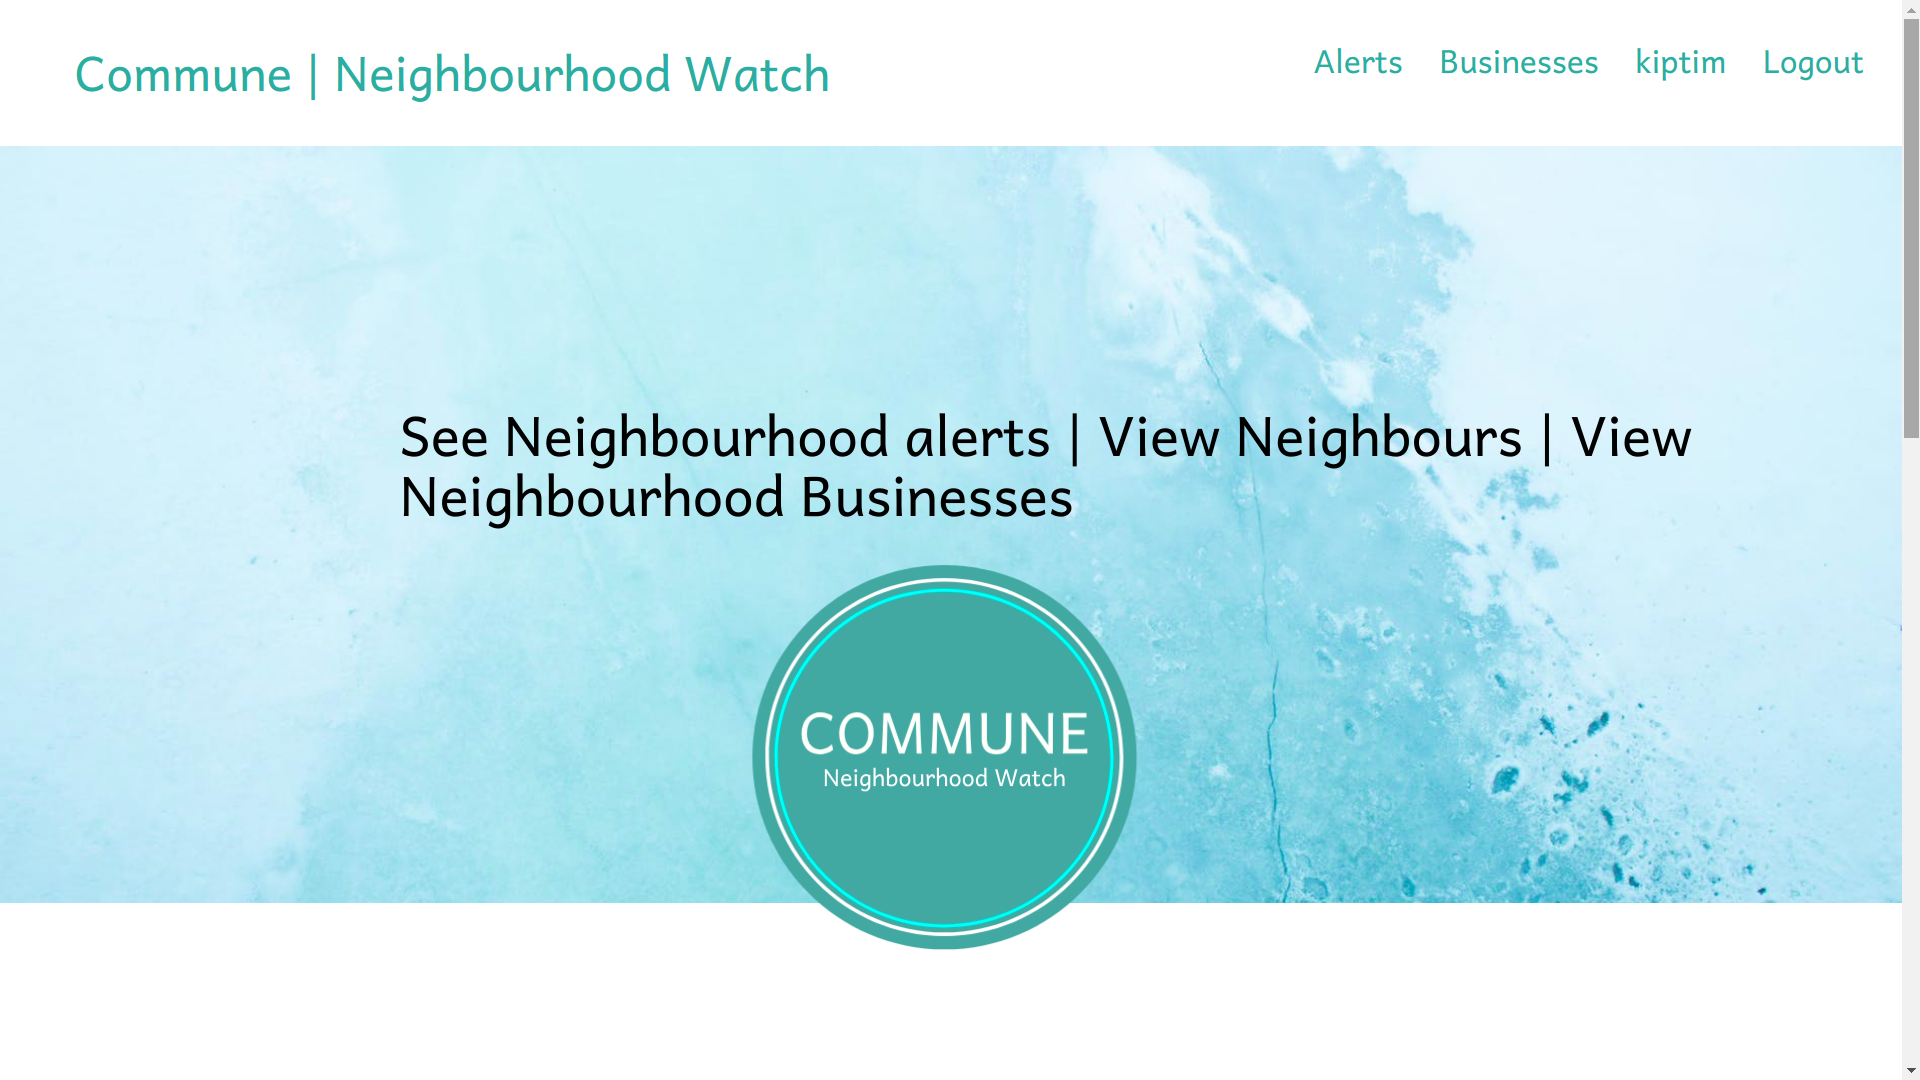 Commune | Neighbourhood Watch
Alerts Businesses kiptim Logout
See Neighbourhood alerts | View Neighbours | View
Neighbourhood Businesses
COMMUNE
Neighbourhood Watch